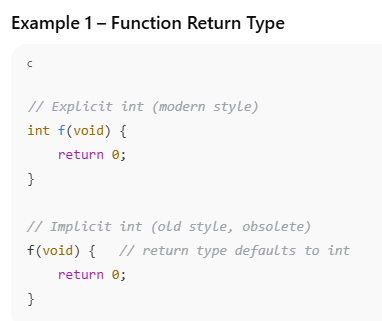 Example 1 – Function Return Type
c
// Explicit int (modern style)
int f(void) {
    return 0;
}
// Implicit int (old style, obsolete)
f(void) {   // return type defaults to int
    return 0;
}